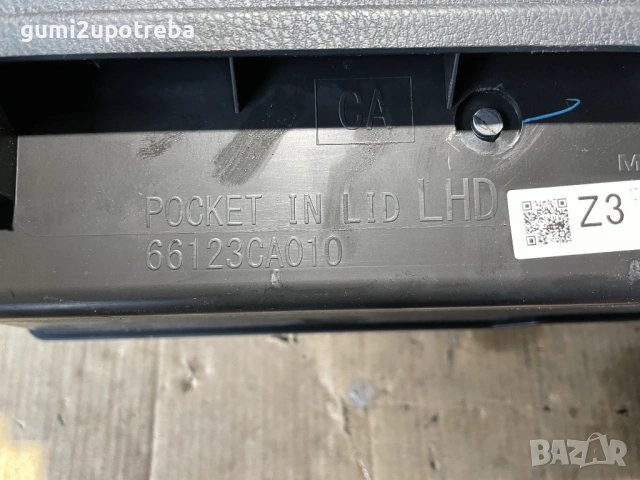 gumi2upotreba
CA
M
POCKET IN LID LHD
Z3
66123CA010
BAZAR